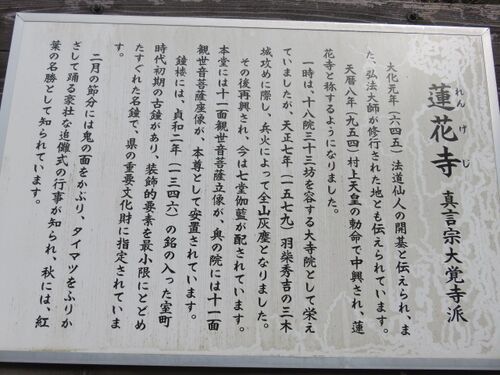 蓮花寺 真言宗大覚寺派
れんげじ
大化元年（六四五）法道仙人の開基と伝えられ、ま
た、弘法大師が修行された地とも伝えられています。
天暦八年（九五四）村上天皇の勅命で中興され、蓮
花寺と称するようになりました。
一時は、十八院三十三坊を容する大寺院として栄え
ていましたが、天正七年（一五七九）羽柴秀吉の三木
城攻めに際し、兵火によって全山灰塵となりました。
その後再興され、今は七堂伽藍が配されています。
本堂には十一面観世音菩薩立像が、奥の院には十一面
観世音菩薩座像が、本尊として安置されています。
鐘楼には、貞和二年（一三四六）の銘の入った室町
時代初期の古鐘があり、装飾的要素を最小限にとどめ
たすぐれた名鐘で、県の重要文化財に指定されていま
す。
二月の節分には鬼の面をかぶり、タイマツをふりか
ざして踊る豪壮な追儺式の行事が知られ、秋には、紅
葉の名勝として知られています。